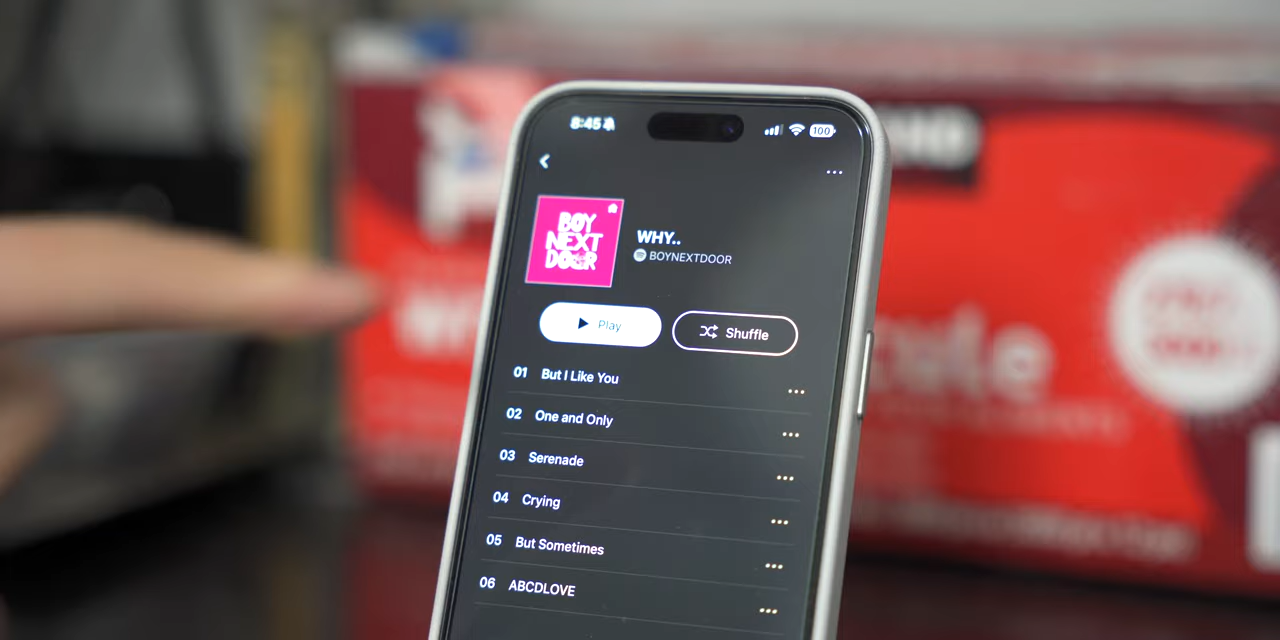 8:45
100
BOY
NEXT
DOOR
WHY..
BOYNEXTDOOR
Play
Shuffle
01 But I Like You
02 One and Only
03 Serenade
04 Crying
05 But Sometimes
06 ABCDLOVE